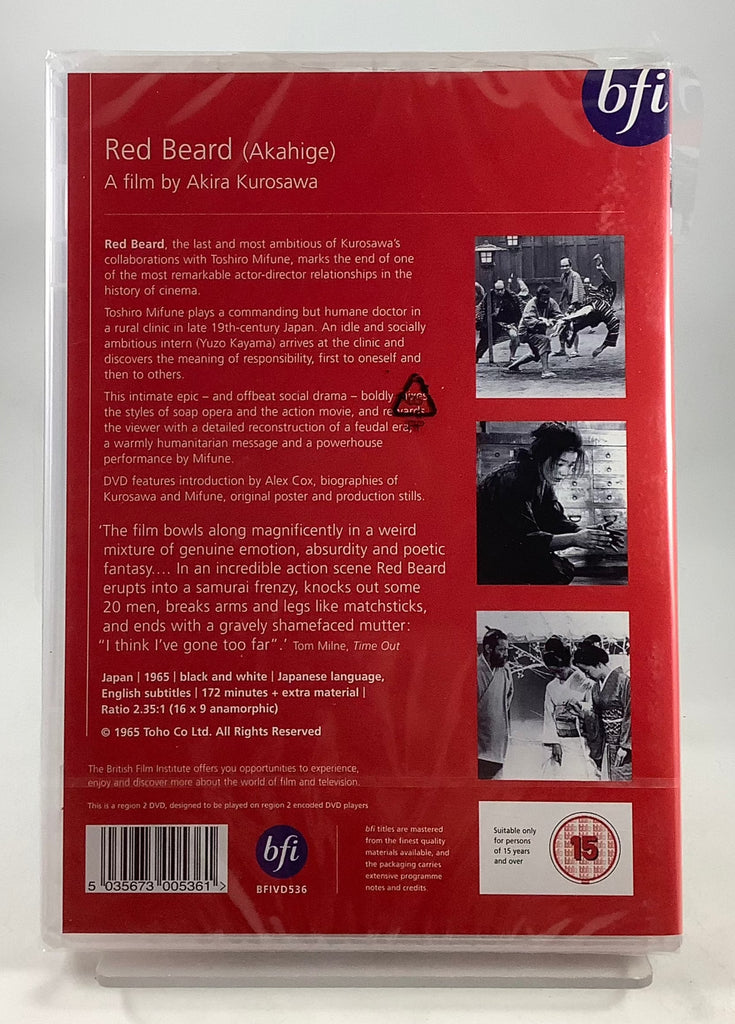 bfi
Red Beard (Akahige)
A film by Akira Kurosawa
Red Beard, the last and most ambitious of Kurosawa's
collaborations with Toshiro Mifune, marks the end of one
of the most remarkable actor-director relationships in the
history of cinema.
Toshiro Mifune plays a commanding but humane doctor in
a rural clinic in late 19th-century Japan. An idle and socially
ambitious intern (Yuzo Kayama) arrives at the clinic and
discovers the meaning of responsibility, first to oneself and
then to others.
This intimate epic – and offbeat social drama – boldly
the styles of soap opera and the action movie, and rewards
the viewer with a detailed reconstruction of a feudal era,
a warmly humanitarian message and a powerhouse
performance by Mifune.
DVD features introduction by Alex Cox, biographies of
Kurosawa and Mifune, original poster and production stills.
'The film bowls along magnificently in a weird
mixture of genuine emotion, absurdity and poetic
fantasy.... In an incredible action scene Red Beard
erupts into a samurai frenzy, knocks out some
20 men, breaks arms and legs like matchsticks,
and ends with a gravely shamefaced mutter:
"I think I've gone too far".' Tom Milne, Time Out
Japan | 1965 | black and white | Japanese language,
English subtitles | 172 minutes + extra material |
Ratio 2.35:1 (16 x 9 anamorphic)
© 1965 Toho Co Ltd. All Rights Reserved
The British Film Institute offers you opportunities to experience,
enjoy and discover more about the world of film and television.
This is a region 2 DVD, designed to be played on region 2 encoded DVD players
5 035673 005361 >
bfi
BFIVD536
bfi titles are mastered
from the finest quality
materials available, and
the packaging carries
extensive programme
notes and credits.
Suitable only
for persons
of 15 years
and over
15